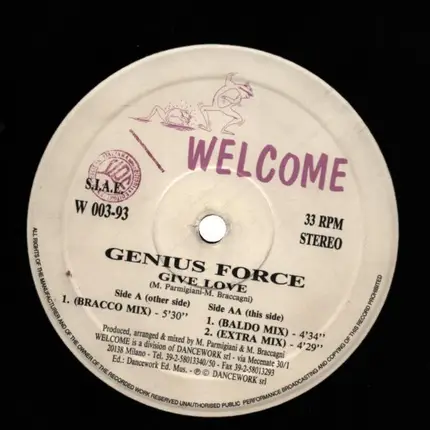 WELCOME
S.I.A.E.
W 003-93
33 RPM
STEREO
GENIUS FORCE
GIVE LOVE
(M. Parmigiani-M. Braccagni)
Side A (other side)
1. (BRACCO MIX) - 5'30"
Side AA (this side)
1. (BALDO MIX) - 4'34"
2. (EXTRA MIX) - 4'29"
Produced, arranged & mixed by M. Parmigiani & M. Braccagni
WELCOME is a division of DANCEWORK srl - via Mecenate 30/1
20138 Milano - Tel. 39-2-58013340/50 - Fax 39-2-58013293
Ed.: Dancework Ed. Mus. - ℗ © DANCEWORK srl
ALL RIGHTS OF THE MANUFACTURER AND OF THE OWNER OF THE RECORDED WORK RESERVED UNAUTHORISED PUBLIC PERFORMANCE BROADCASTING AND COPYING OF THIS RECORD PROHIBITED